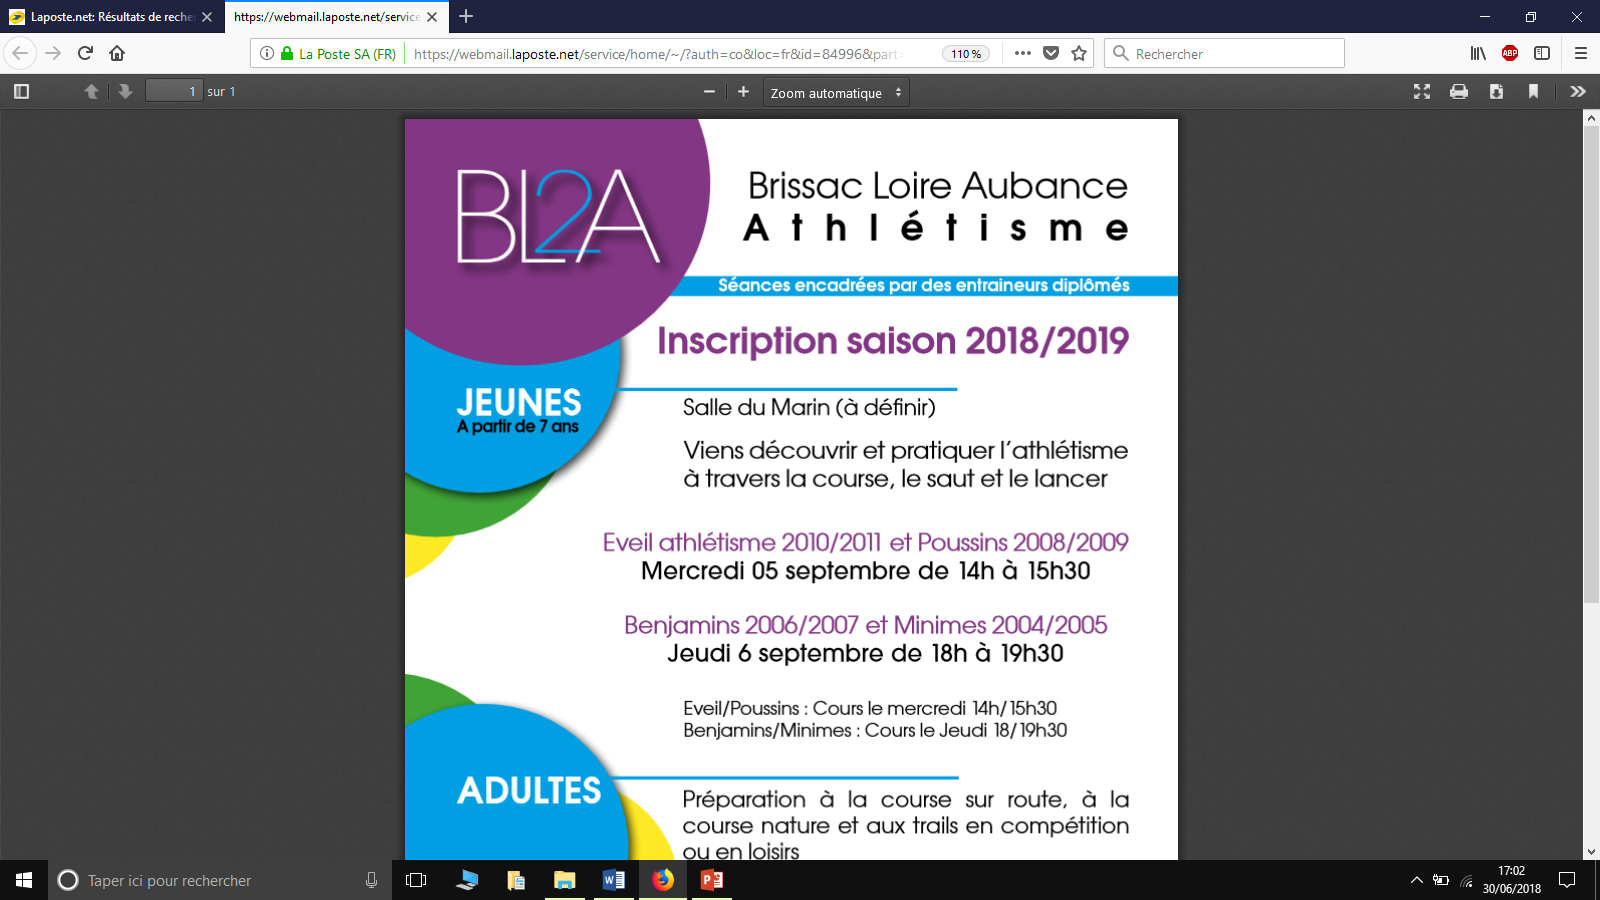 Laposte.net: Résultats de reche
https://webmail.laposte.net/service
La Poste SA (FR)
https://webmail.laposte.net/service/home/~/?auth=co&loc=fr&id=84996&part=
110 %
Rechercher
ABP
1 sur 1
Zoom automatique
BL2A
Brissac Loire Aubance
Athlétisme
Séances encadrées par des entraineurs diplômés
Inscription saison 2018/2019
JEUNES
A partir de 7 ans
Salle du Marin (à définir)
Viens découvrir et pratiquer l'athlétisme
à travers la course, le saut et le lancer
Eveil athlétisme 2010/2011 et Poussins 2008/2009
Mercredi 05 septembre de 14h à 15h30
Benjamins 2006/2007 et Minimes 2004/2005
Jeudi 6 septembre de 18h à 19h30
Eveil/Poussins : Cours le mercredi 14h/15h30
Benjamins/Minimes : Cours le Jeudi 18/19h30
ADULTES
Préparation à la course sur route, à la
course nature et aux trails en compétition
ou en loisirs
Taper ici pour rechercher
17:02
30/06/2018